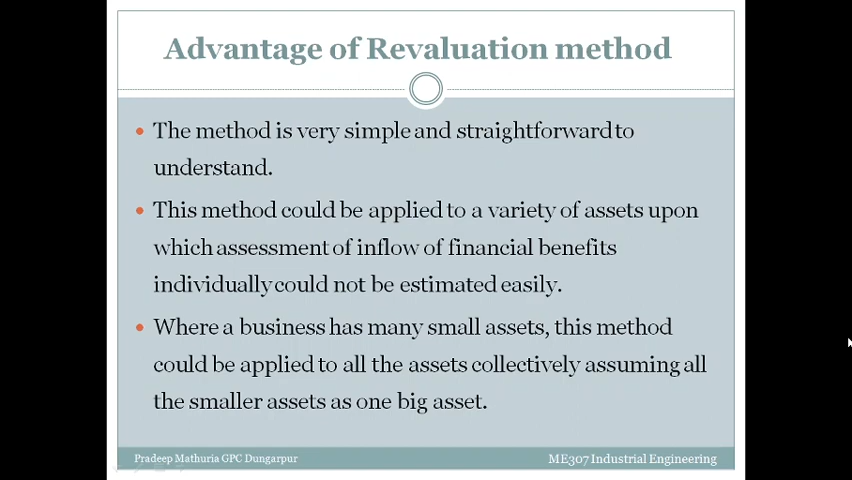 Advantage of Revaluation method
• The method is very simple and straightforward to
understand.
• This method could be applied to a variety of assets upon
which assessment of inflow of financial benefits
individually could not be estimated easily.
• Where a business has many small assets, this method
could be applied to all the assets collectively assuming all
the smaller assets as one big asset.
Pradeep Mathuria GPC Dungarpur
ME307 Industrial Engineering